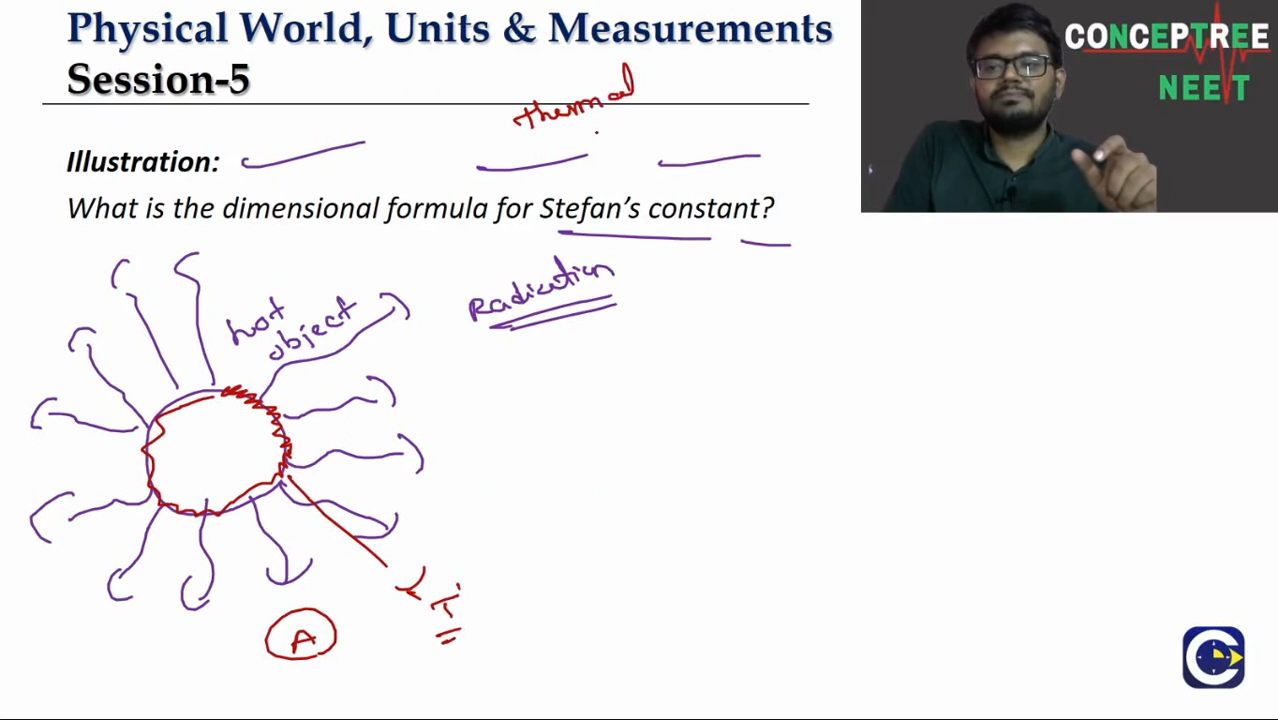 Physical World, Units & Measurements
Session-5
CONCEPTREE
NEET
thermal
Illustration:
What is the dimensional formula for Stefan's constant?
Radiation
hot
object
T
A